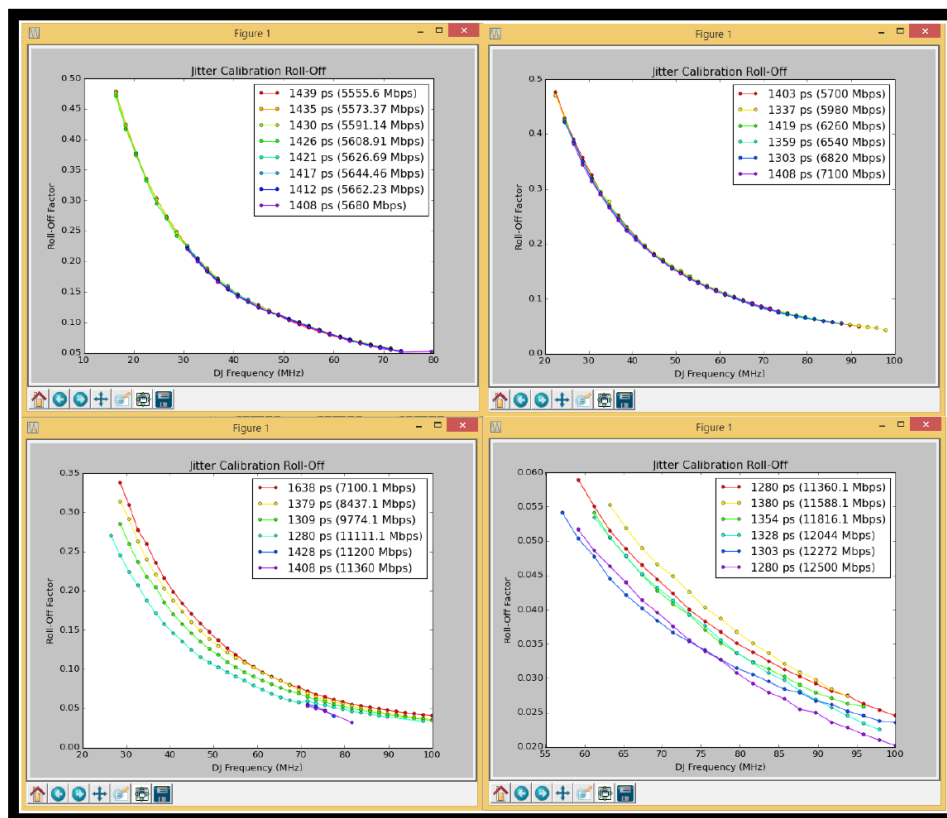 Figure 1
Jitter Calibration Roll-Off
0.50
0.45
0.40
0.35
0.30
0.25
0.20
0.15
0.10
0.05
Roll-Off Factor
1439 ps (5555.6 Mbps)
1435 ps (5573.37 Mbps)
1430 ps (5591.14 Mbps)
1426 ps (5608.91 Mbps)
1421 ps (5626.69 Mbps)
1417 ps (5644.46 Mbps)
1412 ps (5662.23 Mbps)
1408 ps (5680 Mbps)
10 20 30 40 50 60 70 80
DJ Frequency (MHz)
Figure 1
Jitter Calibration Roll-Off
0.5
0.4
0.3
0.2
0.1
0.0
Roll-Off Factor
1403 ps (5700 Mbps)
1337 ps (5980 Mbps)
1419 ps (6260 Mbps)
1359 ps (6540 Mbps)
1303 ps (6820 Mbps)
1408 ps (7100 Mbps)
20 30 40 50 60 70 80 90 100
DJ Frequency (MHz)
Figure 1
Jitter Calibration Roll-Off
0.35
0.30
0.25
0.20
0.15
0.10
0.05
0.00
Roll-Off Factor
1638 ps (7100.1 Mbps)
1379 ps (8437.1 Mbps)
1309 ps (9774.1 Mbps)
1280 ps (11111.1 Mbps)
1428 ps (11200 Mbps)
1408 ps (11360 Mbps)
20 30 40 50 60 70 80 90 100
DJ Frequency (MHz)
Figure 1
Jitter Calibration Roll-Off
0.060
0.055
0.050
0.045
0.040
0.035
0.030
0.025
0.020
Roll-Off Factor
1280 ps (11360.1 Mbps)
1380 ps (11588.1 Mbps)
1354 ps (11816.1 Mbps)
1328 ps (12044 Mbps)
1303 ps (12272 Mbps)
1280 ps (12500 Mbps)
55 60 65 70 75 80 85 90 95 100
DJ Frequency (MHz)